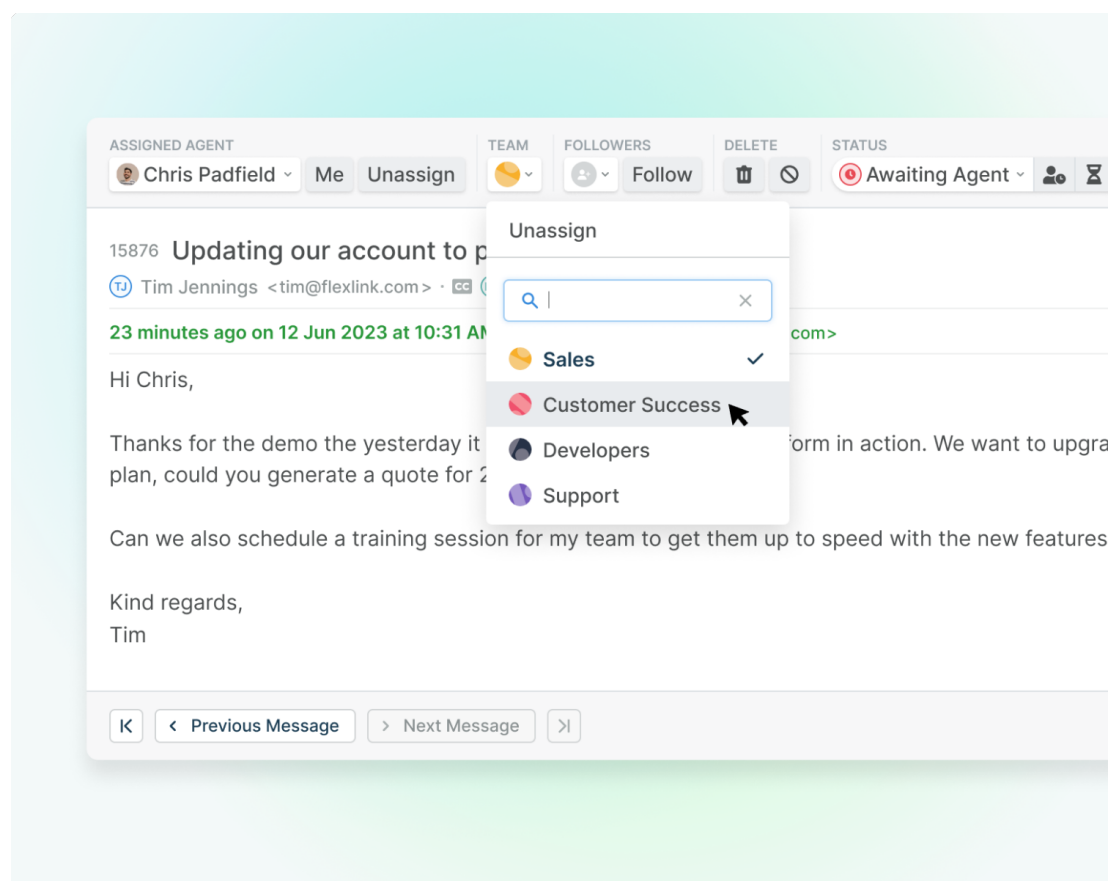 ASSIGNED AGENT TEAM FOLLOWERS DELETE STATUS
Chris Padfield Me Unassign Follow Awaiting Agent
Unassign
15876 Updating our account to
TJ Tim Jennings <tim@flexlink.com> · CC
23 minutes ago on 12 Jun 2023 at 10:31 com>
Sales
Hi Chris,
Customer Success
Thanks for the demo the yesterday it in action. We want to
Developers
plan, could you generate a quote for
Support
Can we also schedule a training session for my team to get them up to speed with the new features
Kind regards,
Tim
Previous Message Next Message